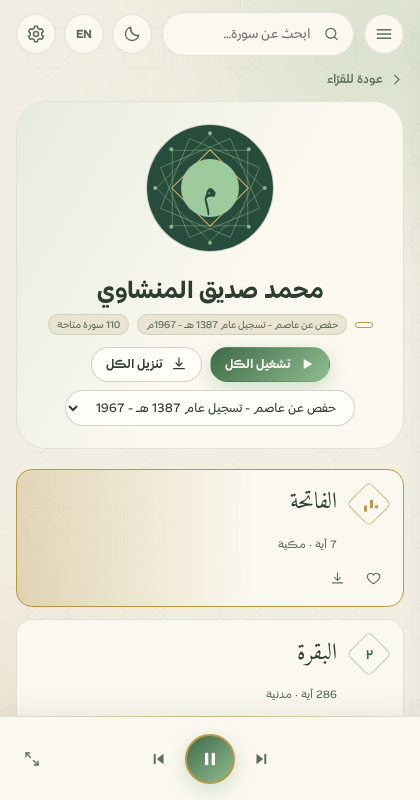 ابحث عن سورة...
EN
عودة للقرّاء
م
محمد صديق المنشاوي
حفص عن عاصم - تسجيل عام 1387 هـ - 1967م
110 سورة متاحة
تشغيل الكل
تنزيل الكل
حفص عن عاصم - تسجيل عام 1387 هـ - 1967
الفاتحة
7 آية · مكية
٢
البقرة
286 آية · مدنية